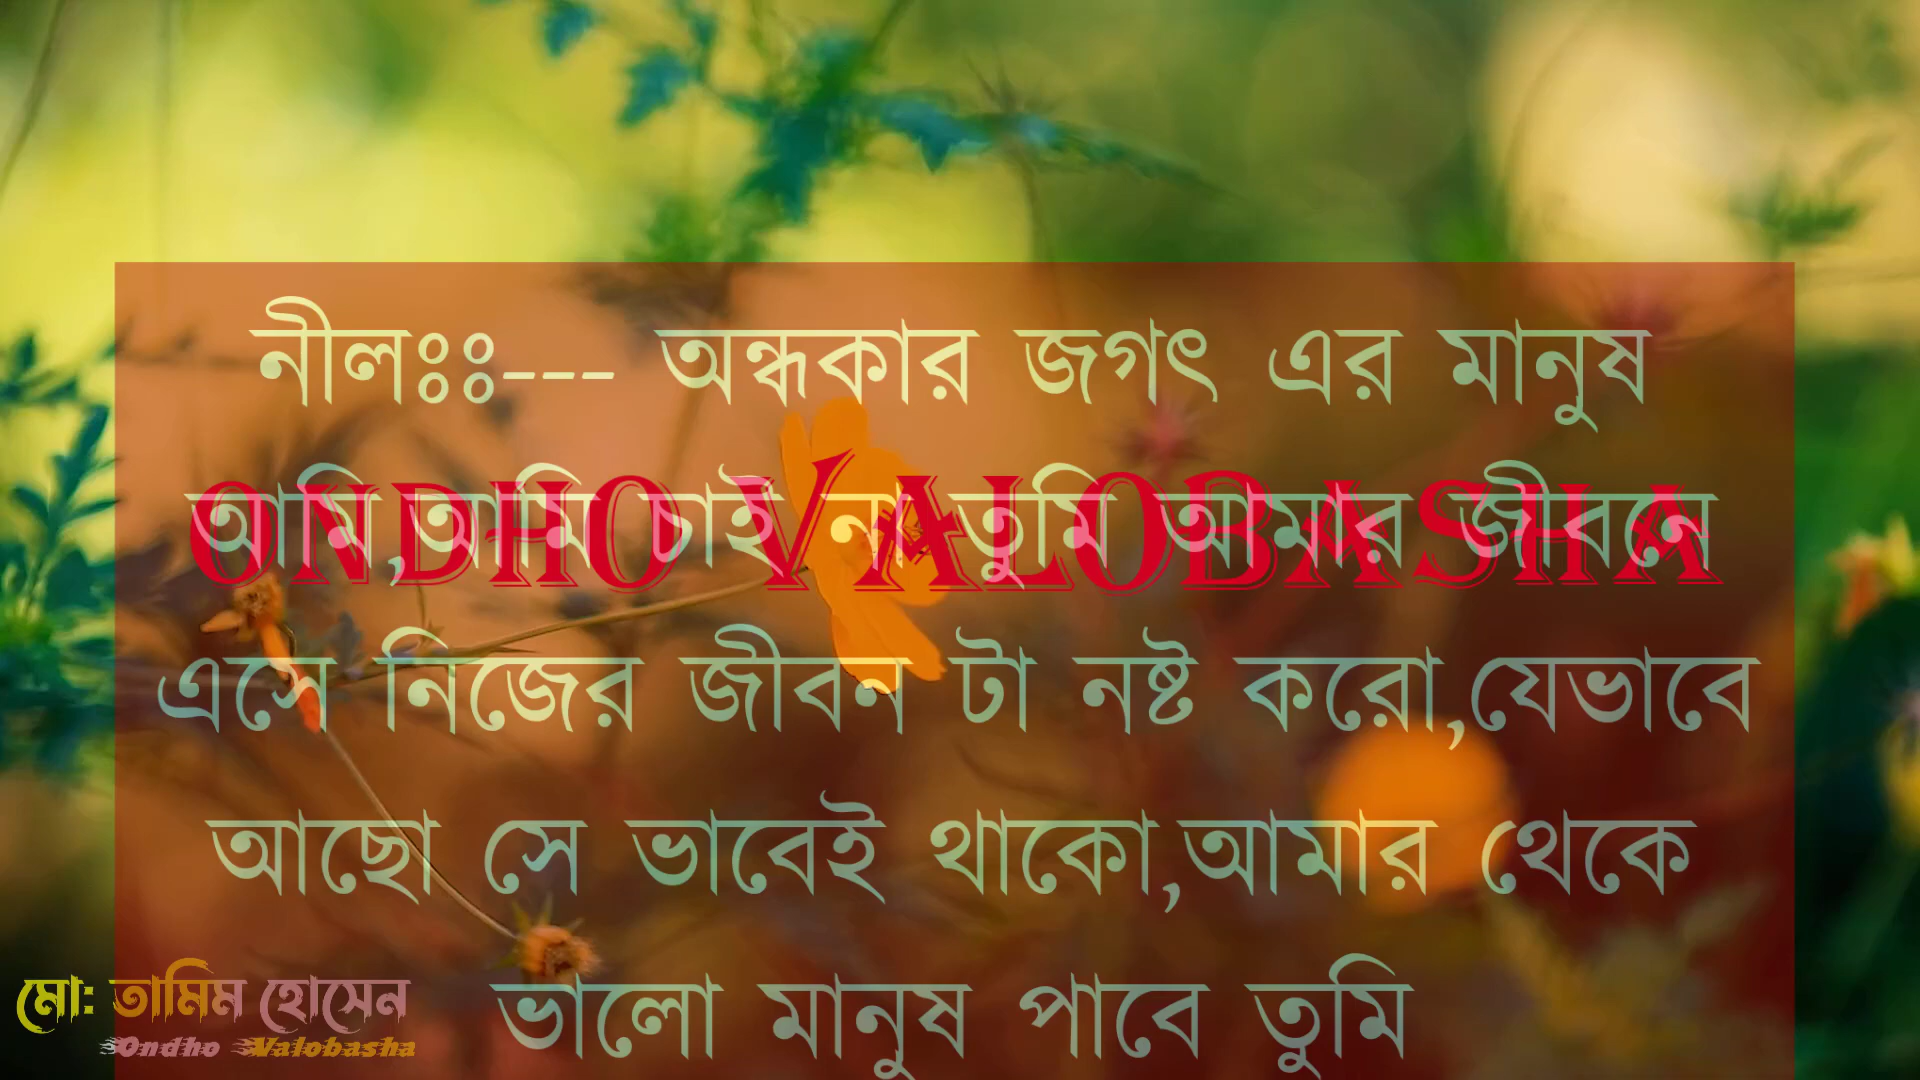 নীলঃঃ--- অন্ধকার জগৎ এর মানুষ
আমি,আমি চাই না তুমি আমার জীবনে
ONDHO VALOBASHA
এসে নিজের জীবন টা নষ্ট করো,যেভাবে
আছো সে ভাবেই থাকো,আমার থেকে
ভালো মানুষ পাবে তুমি
মো: তামিম হোসেন
Ondho Valobasha